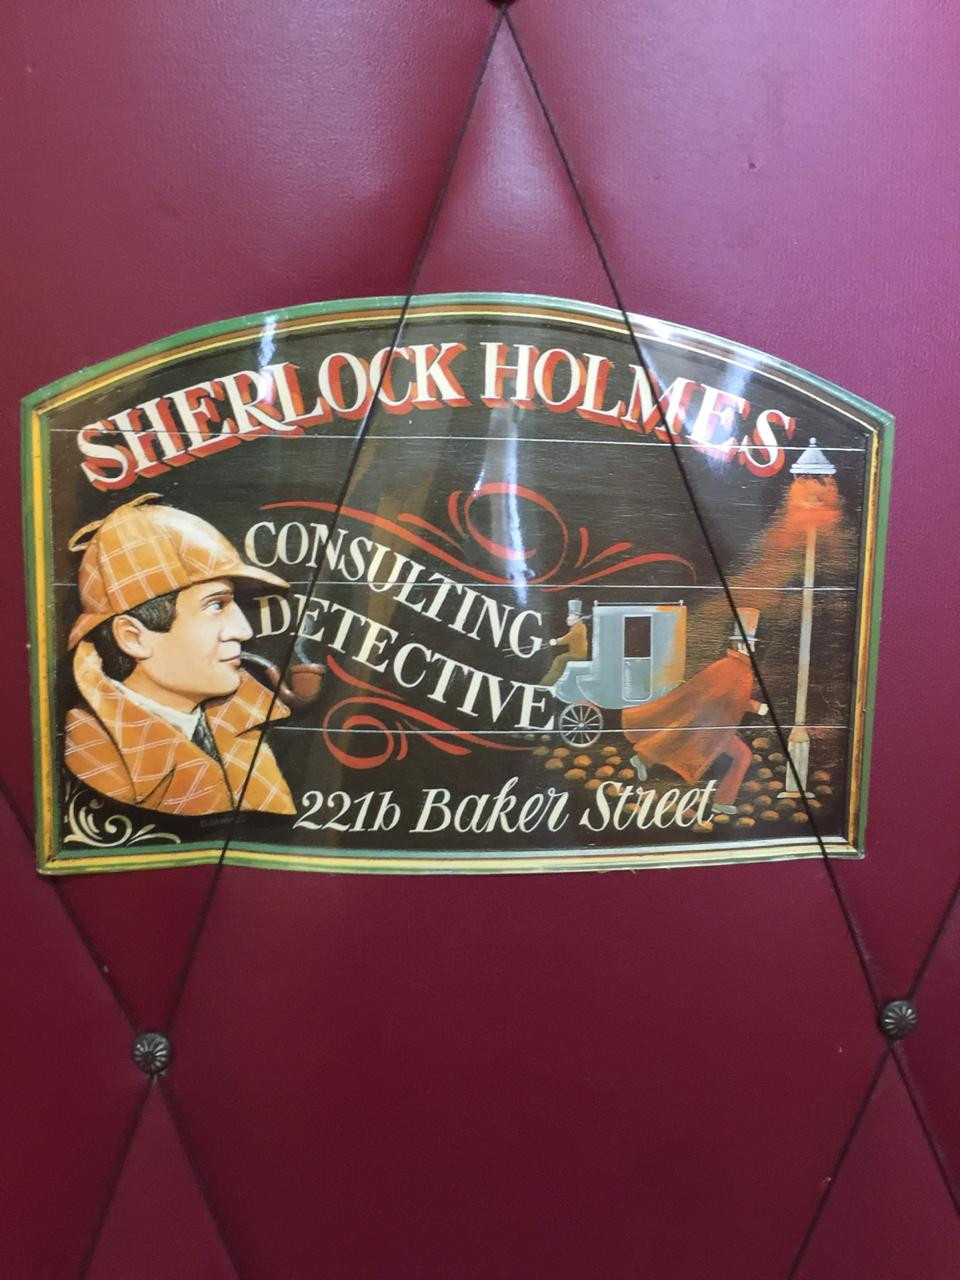 SHERLOCK HOLMES
CONSULTING
DETECTIVE
221b Baker Street